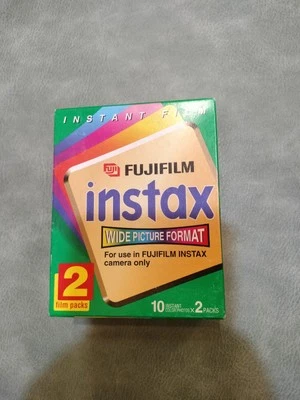 INSTANT FILM
Fuji
FUJIFILM
instax
WIDE PICTURE FORMAT
For use in FUJIFILM INSTAX
camera only
2
film packs
10 INSTANT
COLOR PHOTOS × 2 PACKS